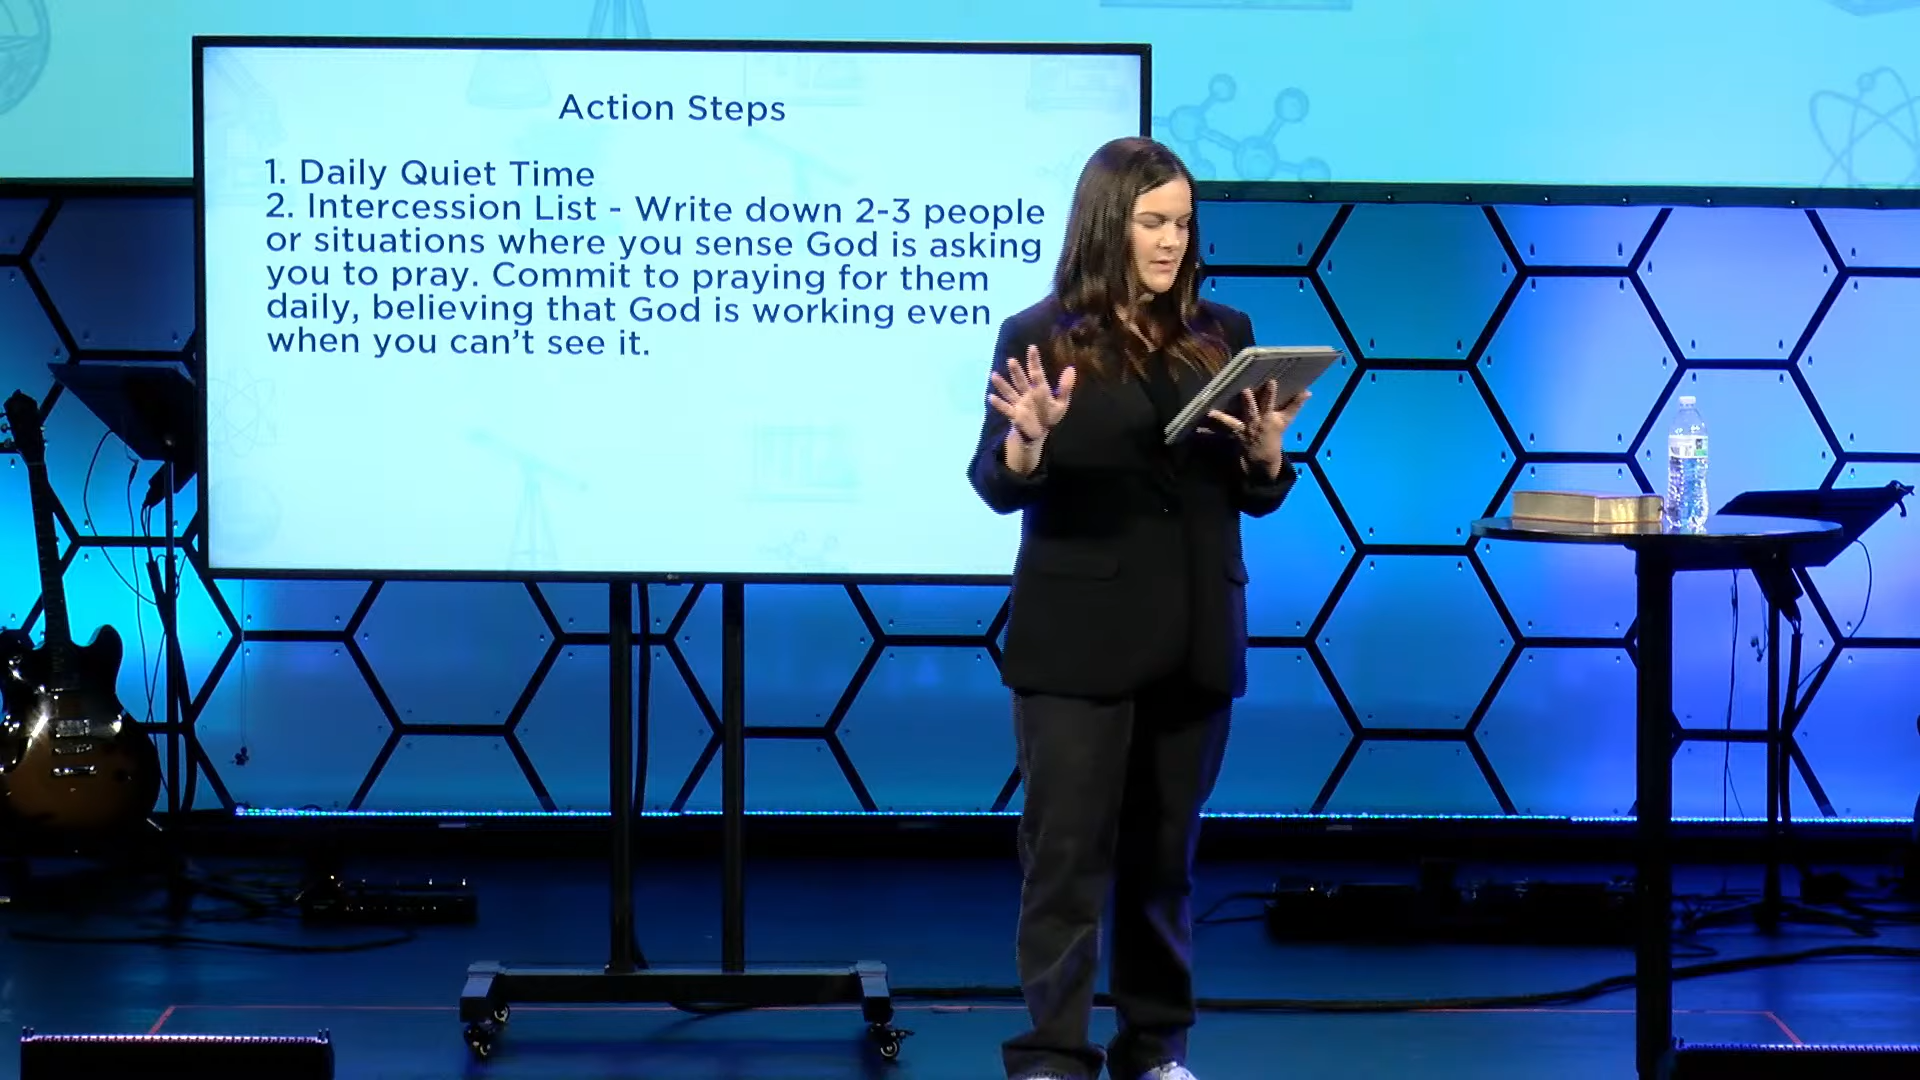 Action Steps
1. Daily Quiet Time
2. Intercession List - Write down 2-3 people
or situations where you sense God is asking
you to pray. Commit to praying for them
daily, believing that God is working even
when you can't see it.